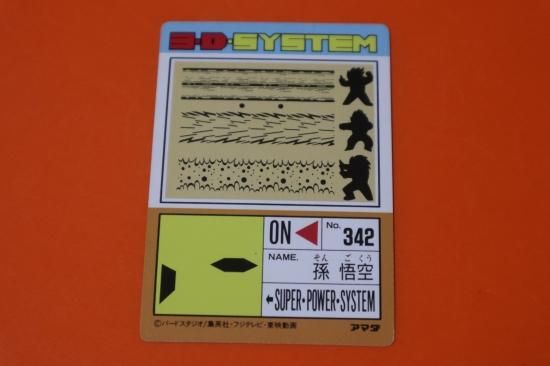 3-D・SYSTEM
ON
No. 342
NAME.
そん ご くう
孫 悟空
←SUPER・POWER・SYSTEM
©バードスタジオ/集英社・フジテレビ・東映動画
アマダ